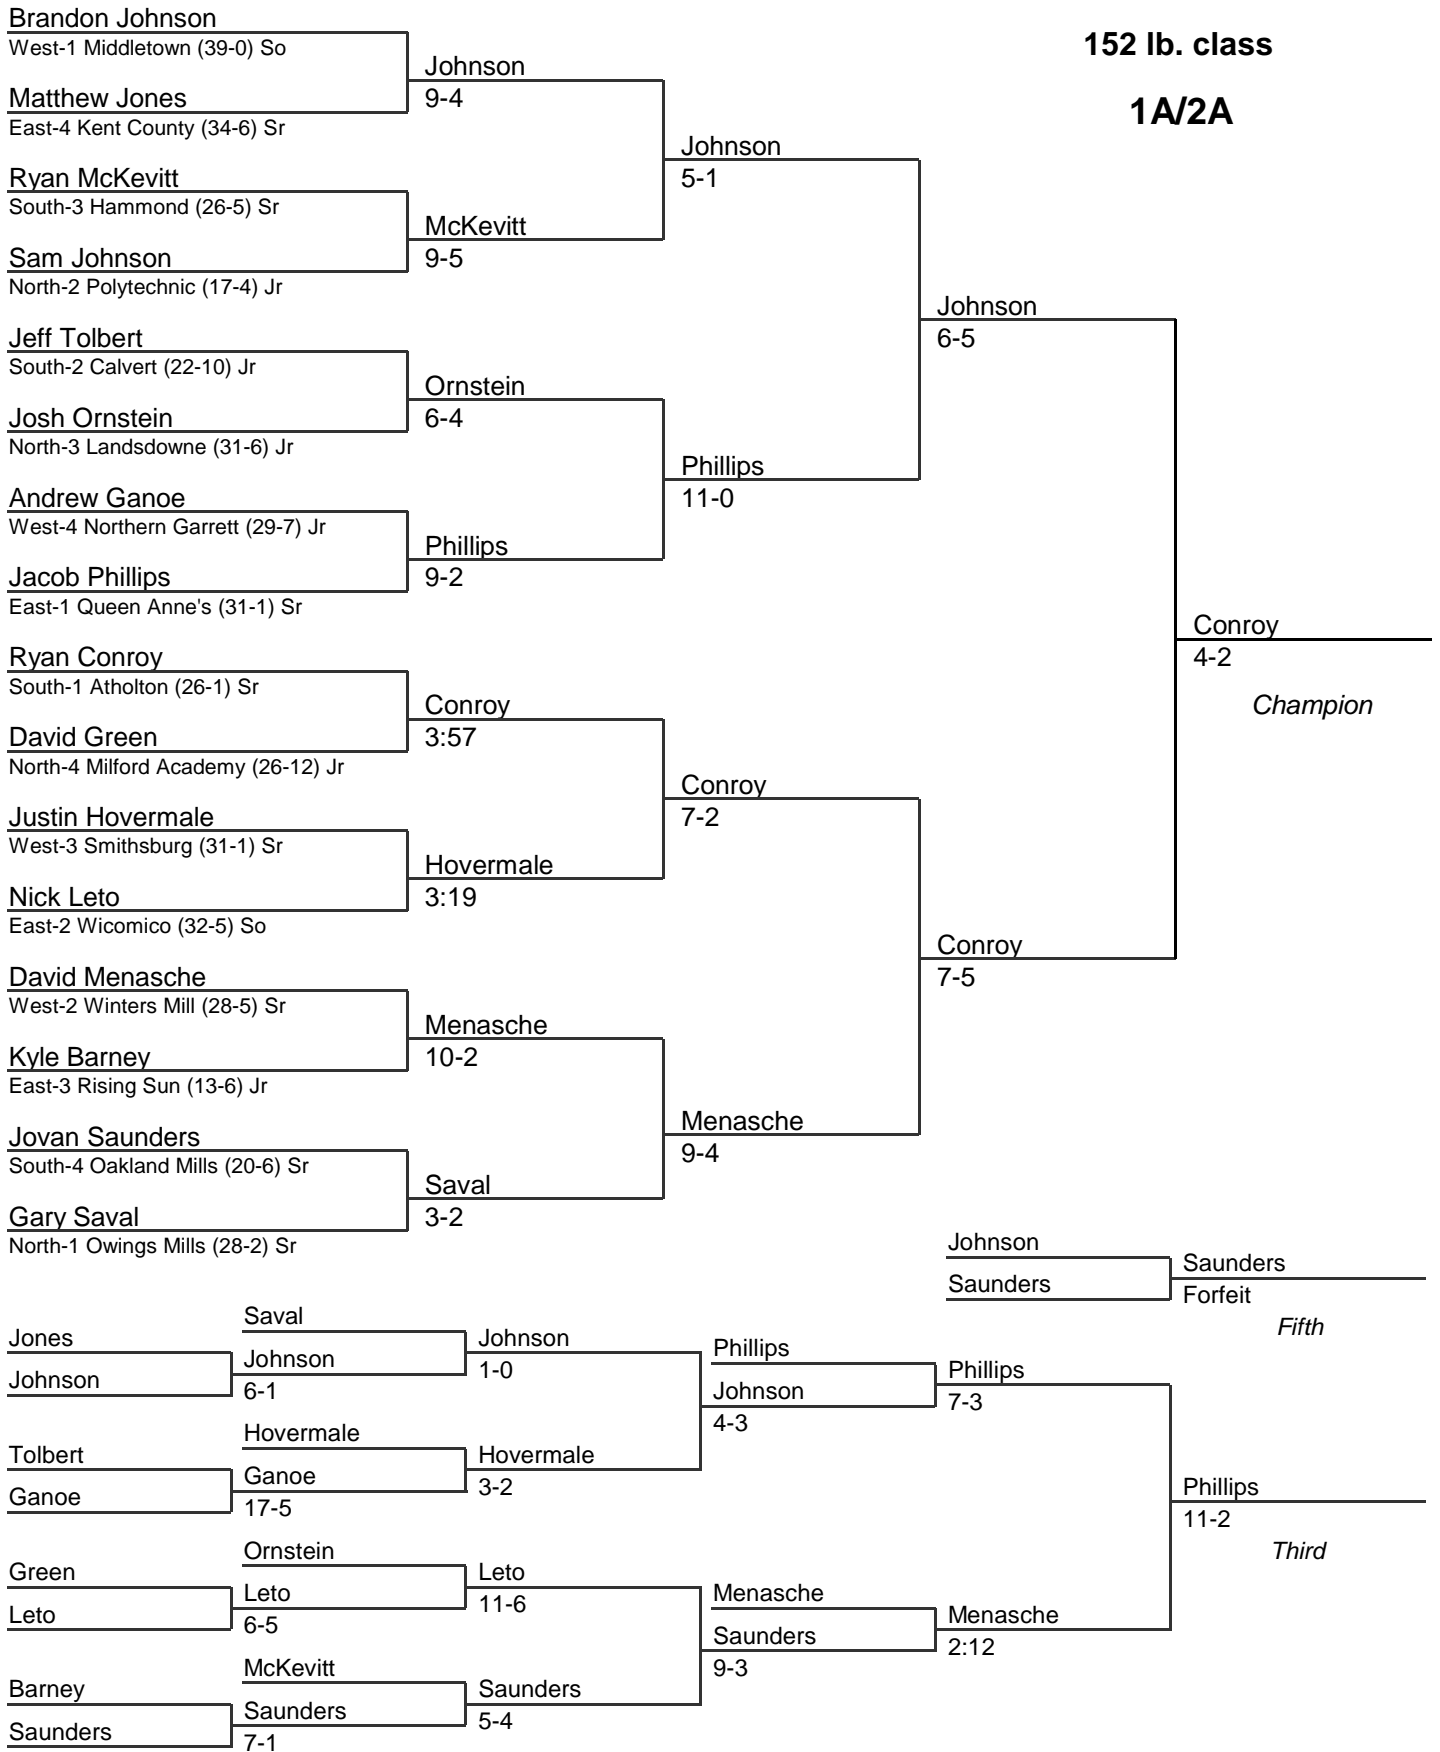 152 lb. class
1A/2A
Brandon Johnson
West-1 Middletown (39-0) So
Matthew Jones
East-4 Kent County (34-6) Sr
Ryan McKevitt
South-3 Hammond (26-5) Sr
Sam Johnson
North-2 Polytechnic (17-4) Jr
Jeff Tolbert
South-2 Calvert (22-10) Jr
Josh Ornstein
North-3 Landsdowne (31-6) Jr
Andrew Ganoe
West-4 Northern Garrett (29-7) Jr
Jacob Phillips
East-1 Queen Anne's (31-1) Sr
Ryan Conroy
South-1 Atholton (26-1) Sr
David Green
North-4 Milford Academy (26-12) Jr
Justin Hovermale
West-3 Smithsburg (31-1) Sr
Nick Leto
East-2 Wicomico (32-5) So
David Menasche
West-2 Winters Mill (28-5) Sr
Kyle Barney
East-3 Rising Sun (13-6) Jr
Jovan Saunders
South-4 Oakland Mills (20-6) Sr
Gary Saval
North-1 Owings Mills (28-2) Sr
Johnson
9-4
McKevitt
9-5
Ornstein
6-4
Phillips
9-2
Conroy
3:57
Hovermale
3:19
Menasche
10-2
Saval
3-2
Johnson
5-1
Phillips
11-0
Conroy
7-2
Menasche
9-4
Johnson
6-5
Conroy
7-5
Conroy
4-2
Champion
Johnson
Saunders
Saunders
Forfeit
Fifth
Jones
Johnson
Tolbert
Ganoe
Green
Leto
Barney
Saunders
Saval
Johnson
6-1
Hovermale
Ganoe
17-5
Ornstein
Leto
6-5
McKevitt
Saunders
7-1
Johnson
1-0
Hovermale
3-2
Leto
11-6
Saunders
5-4
Phillips
Johnson
4-3
Menasche
Saunders
9-3
Phillips
7-3
Menasche
2:12
Phillips
11-2
Third